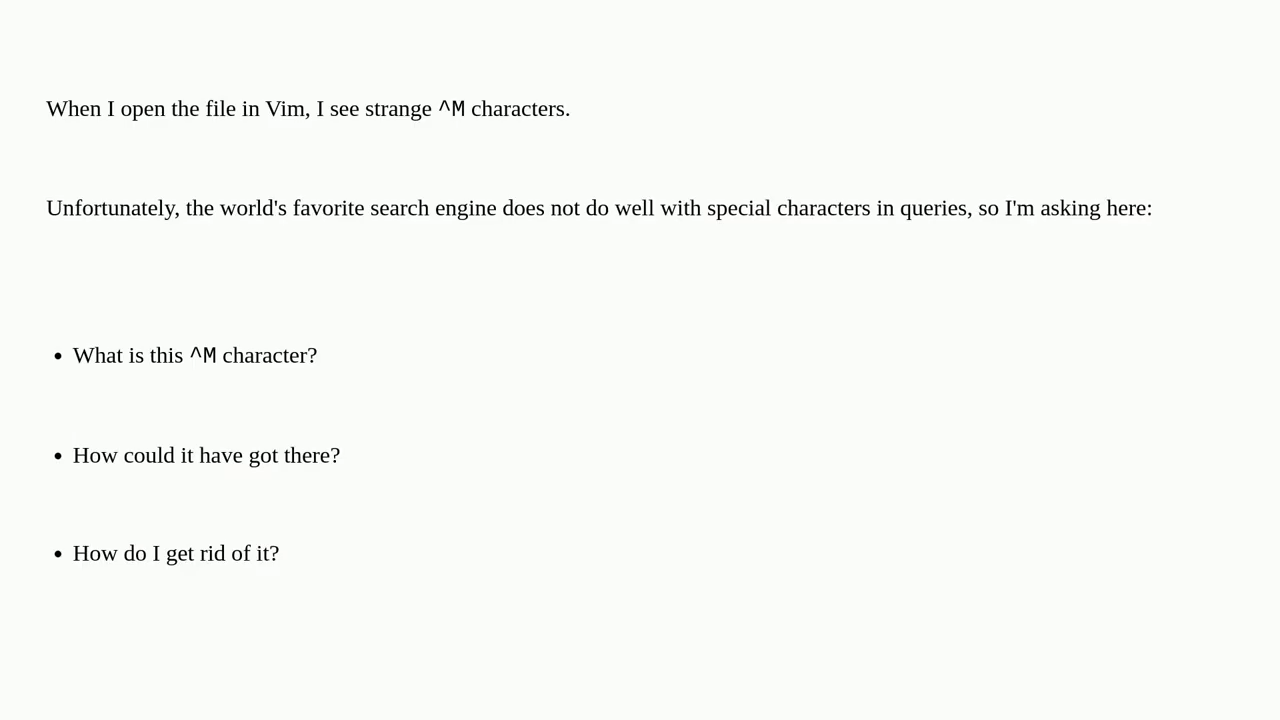 When I open the file in Vim, I see strange ^M characters.
Unfortunately, the world's favorite search engine does not do well with special characters in queries, so I'm asking here:
• What is this ^M character?
• How could it have got there?
• How do I get rid of it?